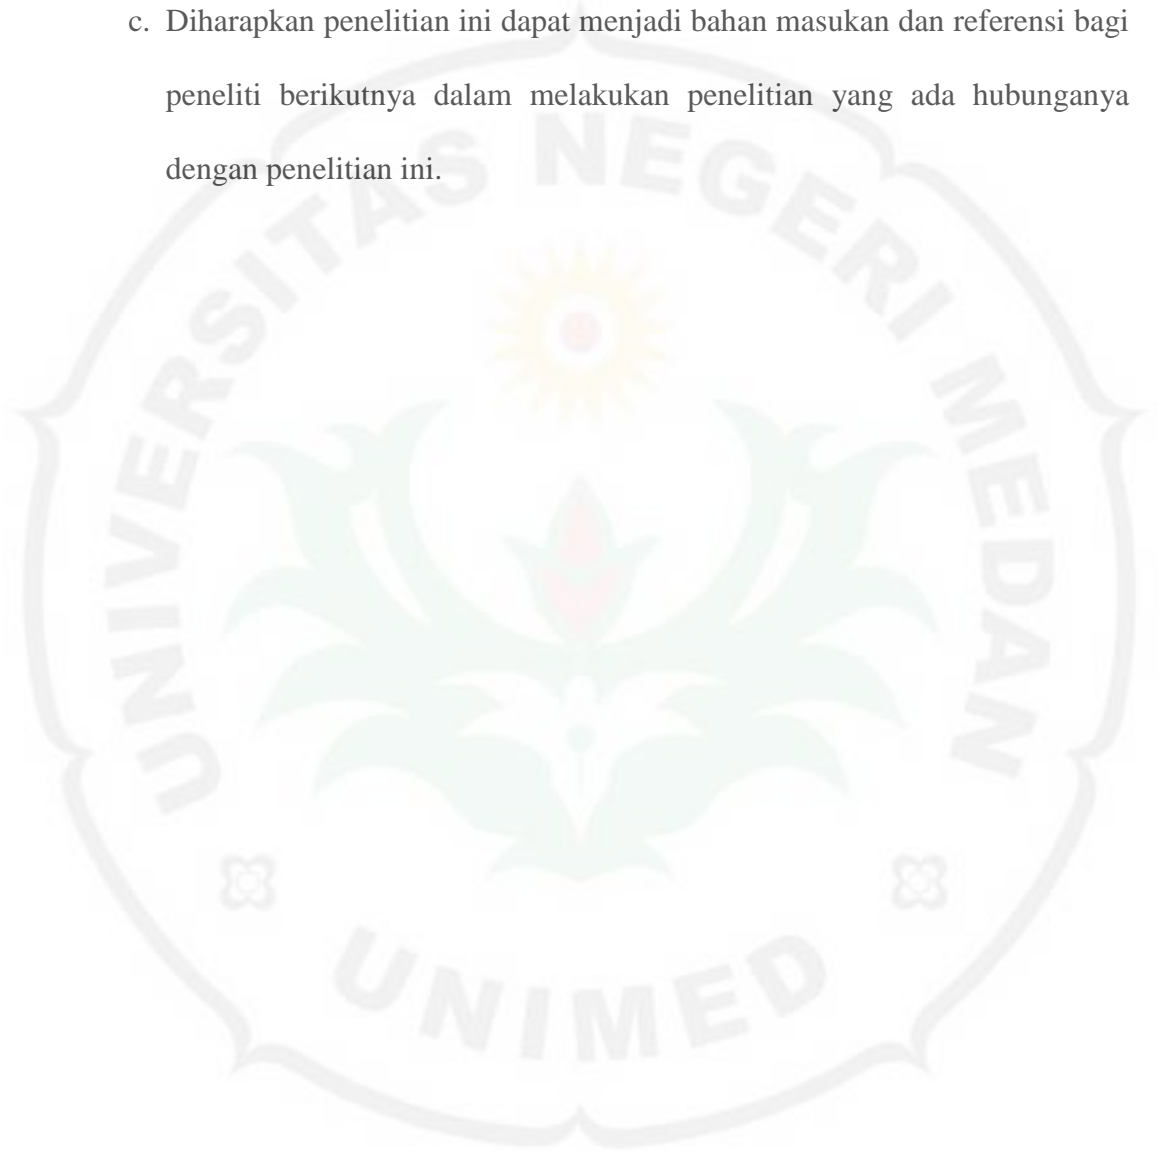 c. Diharapkan penelitian ini dapat menjadi bahan masukan dan referensi bagi
peneliti berikutnya dalam melakukan penelitian yang ada hubunganya
dengan penelitian ini.
UNIVERSITAS NEGERI MEDAN
UNIMED